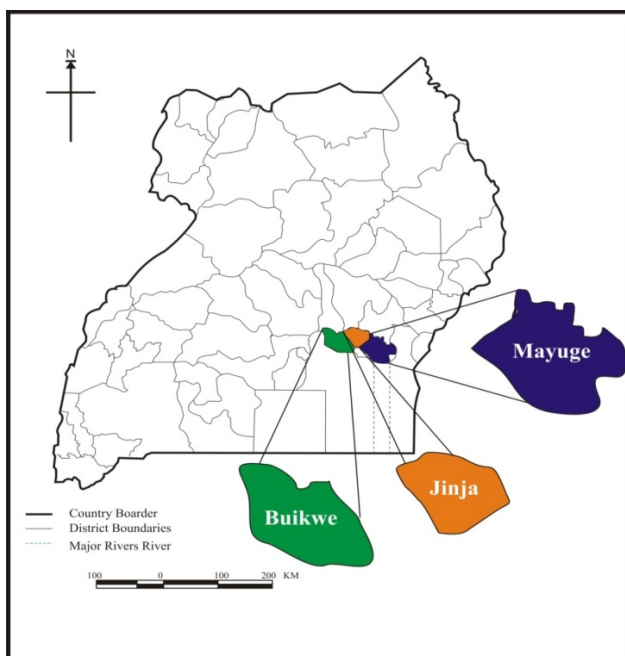 N
Mayuge
Jinja
Buikwe
Country Boarder
District Boundaries
Major Rivers River
100 0 100 200 KM